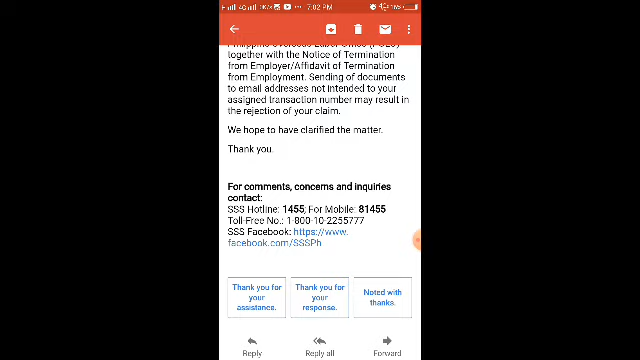 4G 5K/s 7:02 PM 16%
Philippine Overseas Labor Office (POLO)
together with the Notice of Termination
from Employer/Affidavit of Termination
from Employment. Sending of documents
to email addresses not intended to your
assigned transaction number may result in
the rejection of your claim.
We hope to have clarified the matter.
Thank you.
For comments, concerns and inquiries
contact:
SSS Hotline: 1455; For Mobile: 81455
Toll-Free No.: 1-800-10-2255777
SSS Facebook: https://www.
facebook.com/SSSPh
Thank you for
your
assistance.
Thank you for
your
response.
Noted with
thanks.
Reply
Reply all
Forward